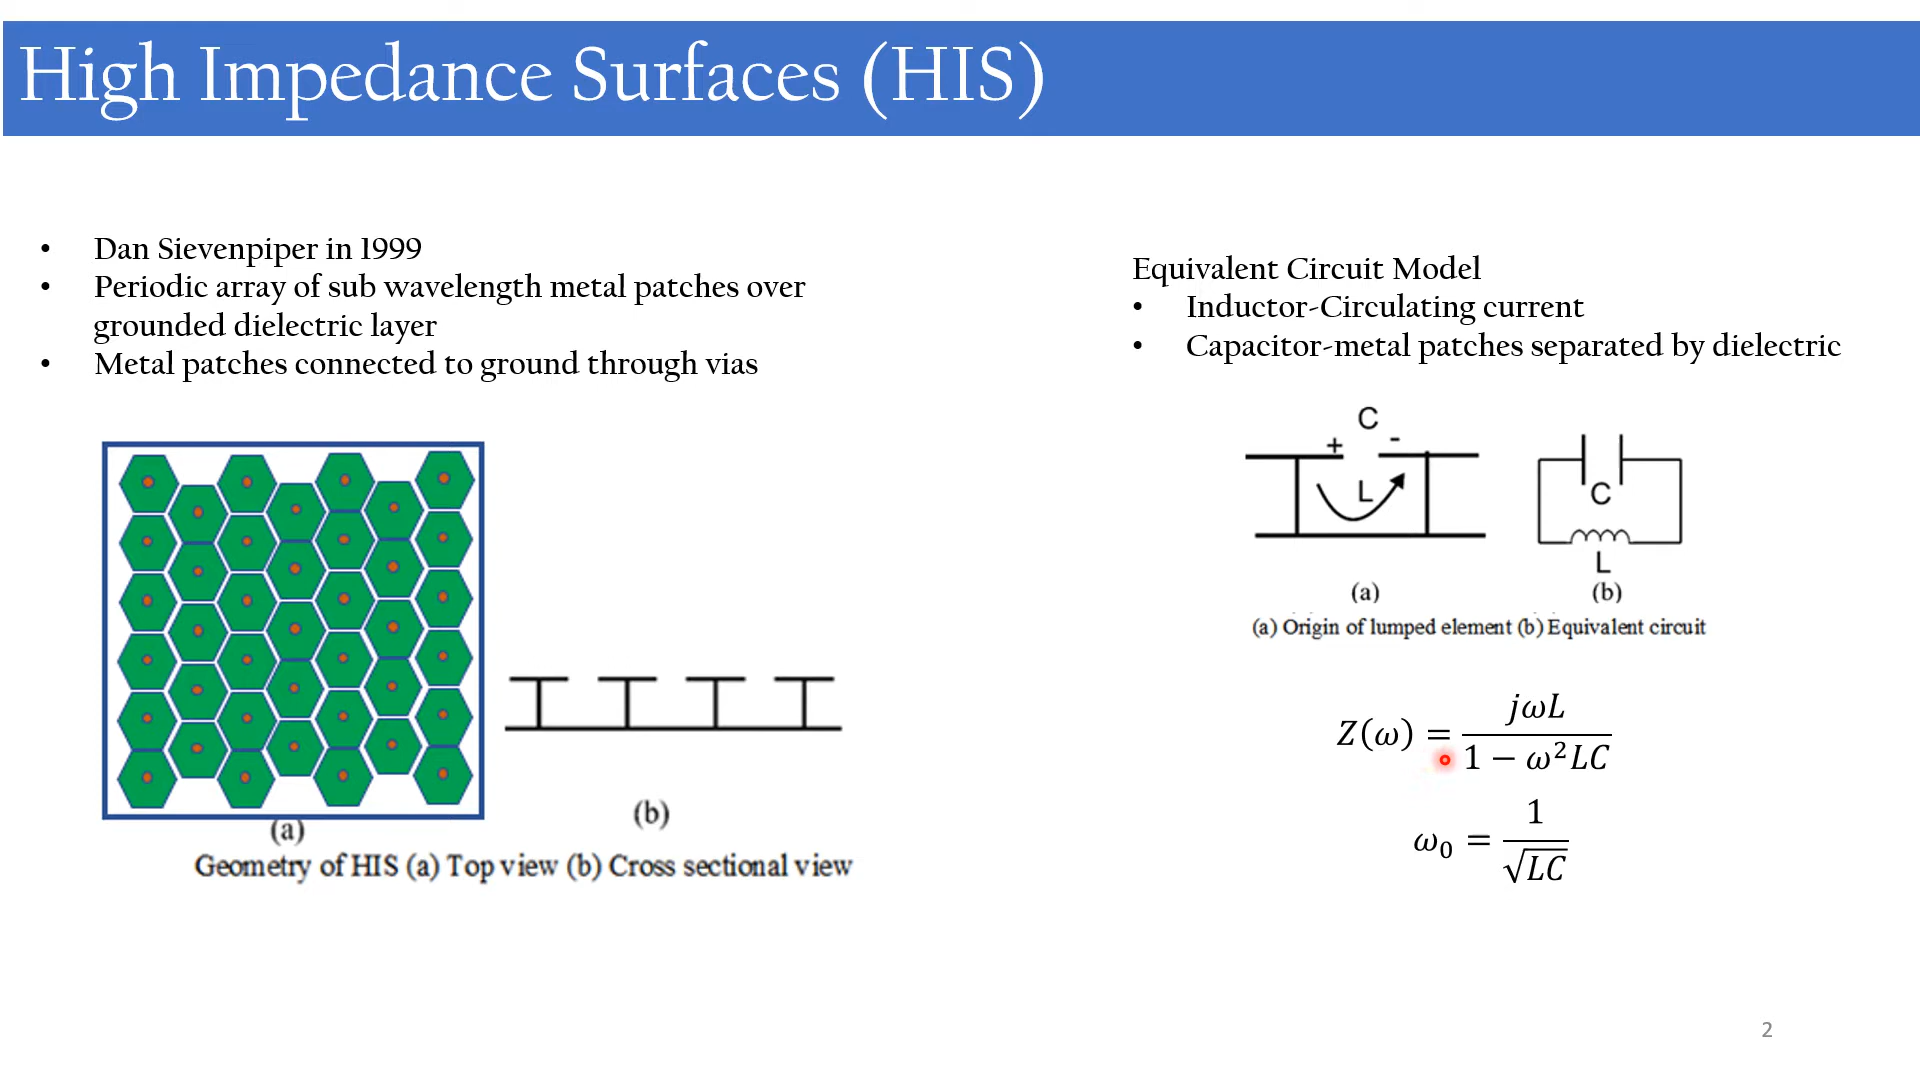 High Impedance Surfaces (HIS)
• Dan Sievenpiper in 1999
• Periodic array of sub wavelength metal patches over
grounded dielectric layer
• Metal patches connected to ground through vias
(a)
(b)
Geometry of HIS (a) Top view (b) Cross sectional view
Equivalent Circuit Model
• Inductor-Circulating current
• Capacitor-metal patches separated by dielectric
C
+ -
L
C
L
(a) (b)
(a) Origin of lumped element (b) Equivalent circuit
Z(ω) = jωL / (1 − ω²LC)
ω₀ = 1 / √LC
2